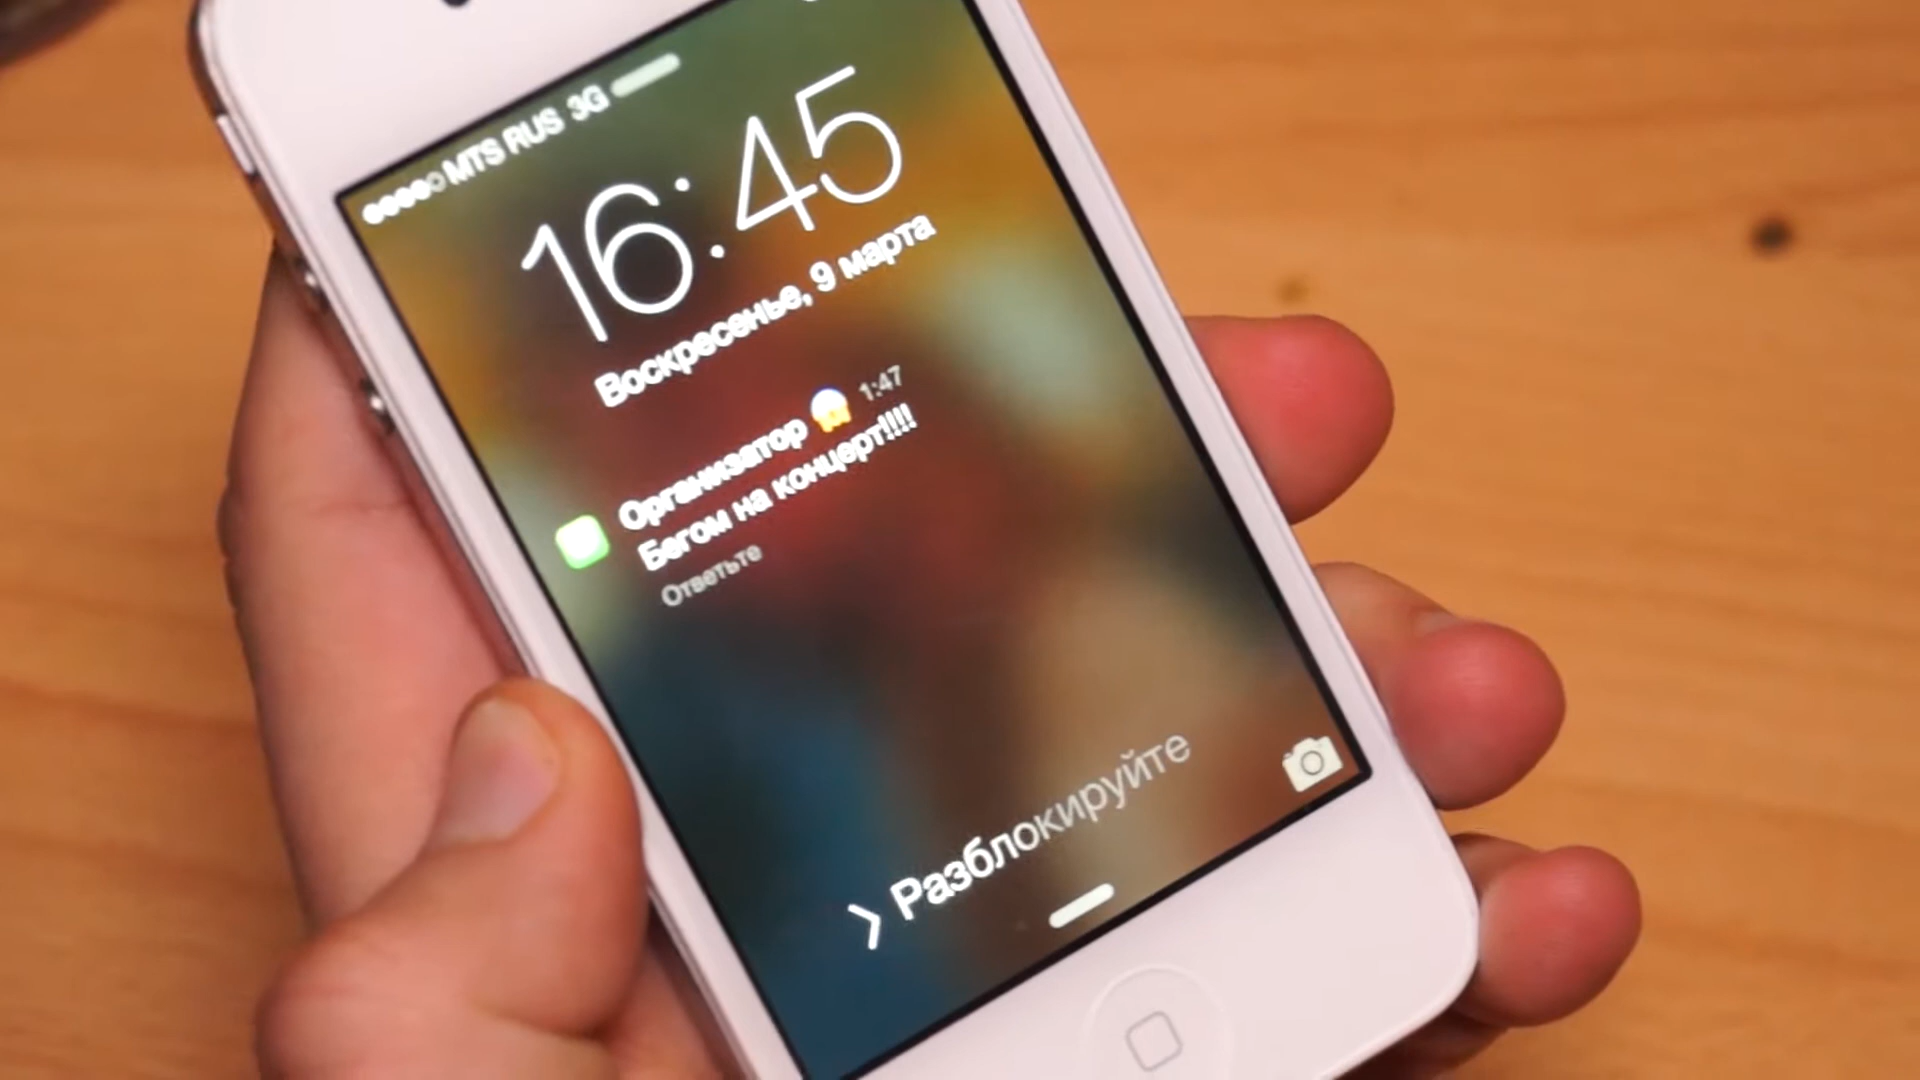 MTS RUS 3G
16:45
Воскресенье, 9 марта
Организатор 😱 1:47
Бегом на концерт!!!!
Ответьте
Разблокируйте